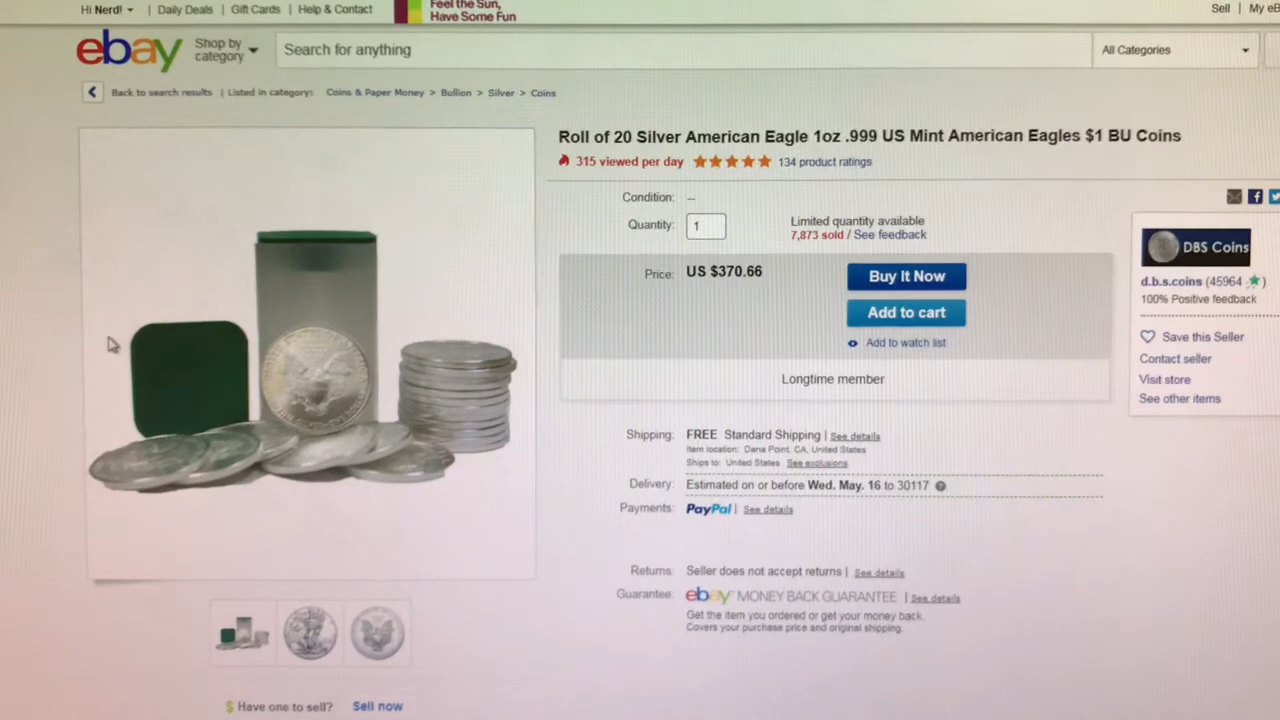 Hi Nerd! | Daily Deals | Gift Cards | Help & Contact
Feel the Sun,
Have Some Fun
Sell | My eB
ebay
Shop by
category
Search for anything
All Categories
Back to search results | Listed in category: Coins & Paper Money > Bullion > Silver > Coins
Roll of 20 Silver American Eagle 1oz .999 US Mint American Eagles $1 BU Coins
315 viewed per day 134 product ratings
Condition: --
Quantity: 1
Limited quantity available
7,873 sold / See feedback
Price: US $370.66
Buy It Now
Add to cart
Add to watch list
Longtime member
DBS Coins
d.b.s.coins (45964 )
100% Positive feedback
Save this Seller
Contact seller
Visit store
See other items
Shipping: FREE Standard Shipping | See details
Item location: Dana Point, CA, United States
Ships to: United States See exclusions
Delivery: Estimated on or before Wed. May. 16 to 30117
Payments: PayPal | See details
Returns: Seller does not accept returns | See details
Guarantee: ebay MONEY BACK GUARANTEE | See details
Get the item you ordered or get your money back.
Covers your purchase price and original shipping.
$ Have one to sell? Sell now